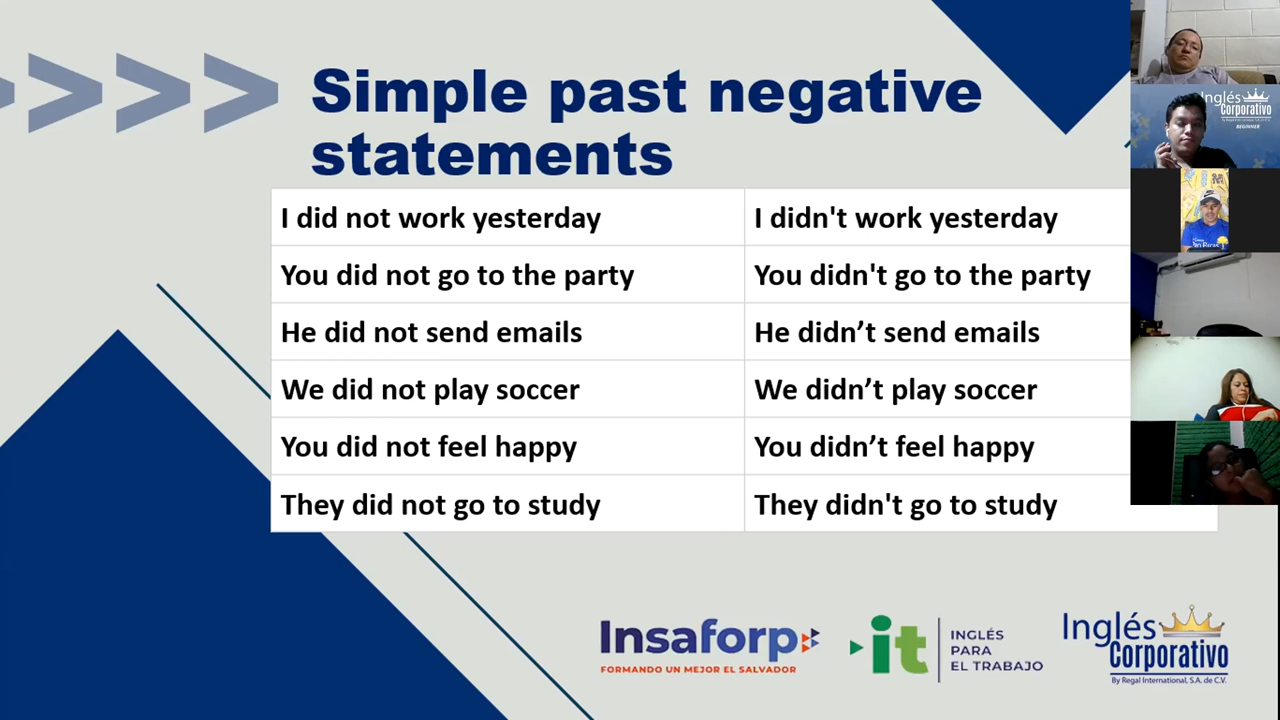 Simple past negative
statements
I did not work yesterday
I didn't work yesterday
You did not go to the party
You didn't go to the party
He did not send emails
He didn’t send emails
We did not play soccer
We didn’t play soccer
You did not feel happy
You didn’t feel happy
They did not go to study
They didn't go to study
Inglés
Corporativo
By Regal International, S.A. de C.V.
BEGINNER
Insaforp
FORMANDO UN MEJOR EL SALVADOR
it
INGLÉS
PARA
EL TRABAJO
Inglés
Corporativo
By Regal International, S.A. de C.V.